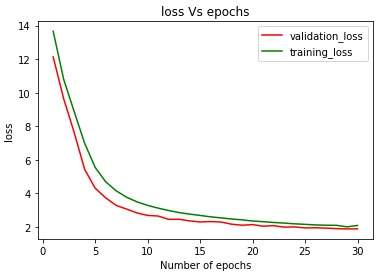 loss Vs epochs
validation_loss
training_loss
loss
14
12
10
8
6
4
2
0 5 10 15 20 25 30
Number of epochs